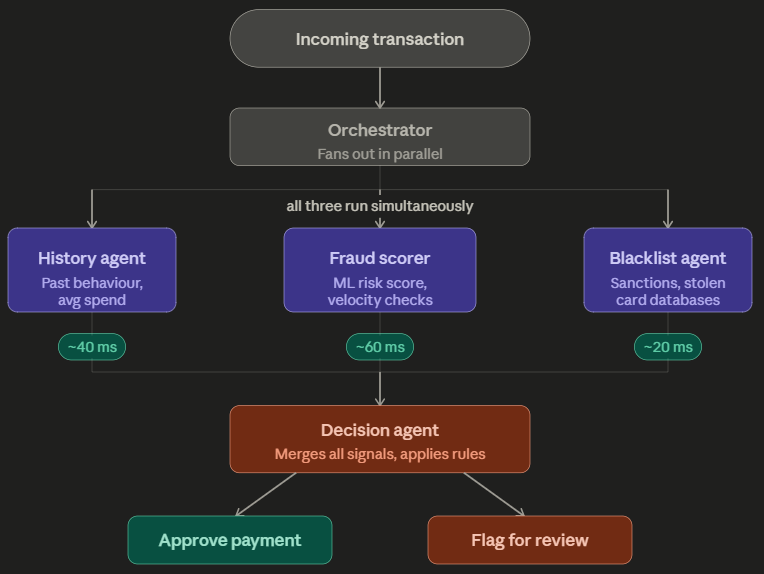 Incoming transaction
Orchestrator
Fans out in parallel
all three run simultaneously
History agent
Past behaviour,
avg spend
Fraud scorer
ML risk score,
velocity checks
Blacklist agent
Sanctions, stolen
card databases
~40 ms
~60 ms
~20 ms
Decision agent
Merges all signals, applies rules
Approve payment
Flag for review